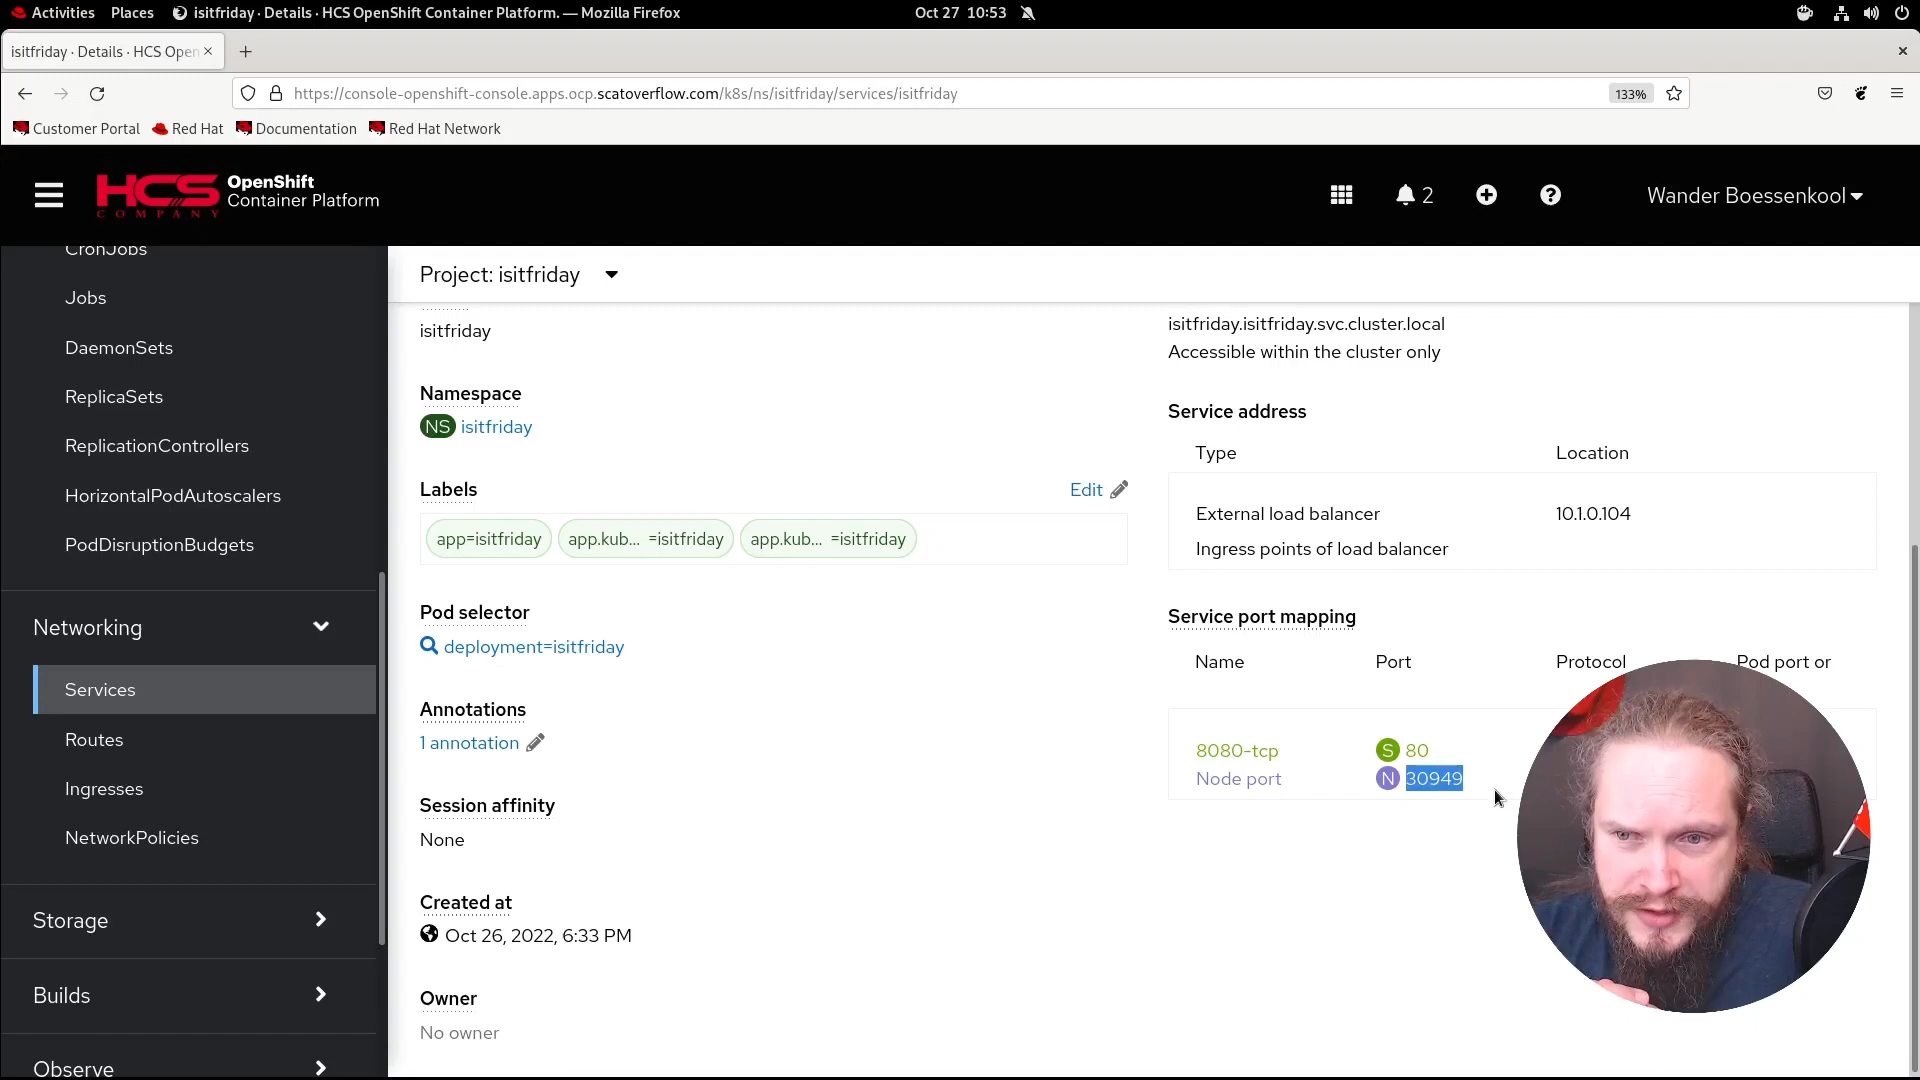 Activities Places isitfriday · Details · HCS OpenShift Container Platform. — Mozilla Firefox Oct 27 10:53
isitfriday · Details · HCS Open
https://console-openshift-console.apps.ocp.scatoverflow.com/k8s/ns/isitfriday/services/isitfriday 133%
Customer Portal Red Hat Documentation Red Hat Network
HCS COMPANY OpenShift Container Platform 2 Wander Boessenkool
CronJobs
Jobs
DaemonSets
ReplicaSets
ReplicationControllers
HorizontalPodAutoscalers
PodDisruptionBudgets
Networking
Services
Routes
Ingresses
NetworkPolicies
Storage
Builds
Observe
Project: isitfriday
isitfriday
Namespace
NS isitfriday
Labels Edit
app=isitfriday app.kub... =isitfriday app.kub... =isitfriday
Pod selector
deployment=isitfriday
Annotations
1 annotation
Session affinity
None
Created at
Oct 26, 2022, 6:33 PM
Owner
No owner
isitfriday.isitfriday.svc.cluster.local
Accessible within the cluster only
Service address
Type Location
External load balancer 10.1.0.104
Ingress points of load balancer
Service port mapping
Name Port Protocol Pod port or
8080-tcp S 80
Node port N 30949